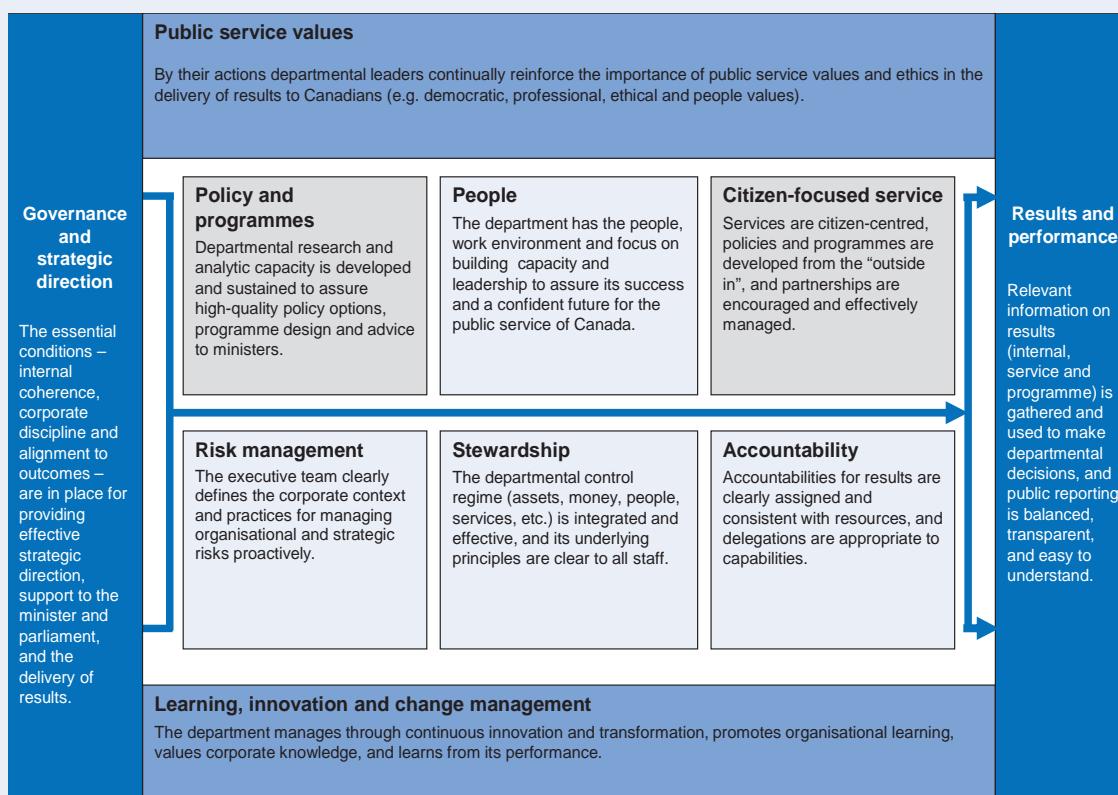 Public service values
By their actions departmental leaders continually reinforce the importance of public service values and ethics in the
delivery of results to Canadians (e.g. democratic, professional, ethical and people values).
Governance
and
strategic
direction
The essential
conditions –
internal
coherence,
corporate
discipline and
alignment to
outcomes –
are in place for
providing
effective
strategic
direction,
support to the
minister and
parliament,
and the
delivery of
results.
Policy and
programmes
Departmental research and
analytic capacity is developed
and sustained to assure
high-quality policy options,
programme design and advice
to ministers.
People
The department has the people,
work environment and focus on
building capacity and
leadership to assure its success
and a confident future for the
public service of Canada.
Citizen-focused service
Services are citizen-centred,
policies and programmes are
developed from the “outside
in”, and partnerships are
encouraged and effectively
managed.
Risk management
The executive team clearly
defines the corporate context
and practices for managing
organisational and strategic
risks proactively.
Stewardship
The departmental control
regime (assets, money, people,
services, etc.) is integrated and
effective, and its underlying
principles are clear to all staff.
Accountability
Accountabilities for results are
clearly assigned and
consistent with resources, and
delegations are appropriate to
capabilities.
Results and
performance
Relevant
information on
results
(internal,
service and
programme) is
gathered and
used to make
departmental
decisions, and
public reporting
is balanced,
transparent,
and easy to
understand.
Learning, innovation and change management
The department manages through continuous innovation and transformation, promotes organisational learning,
values corporate knowledge, and learns from its performance.